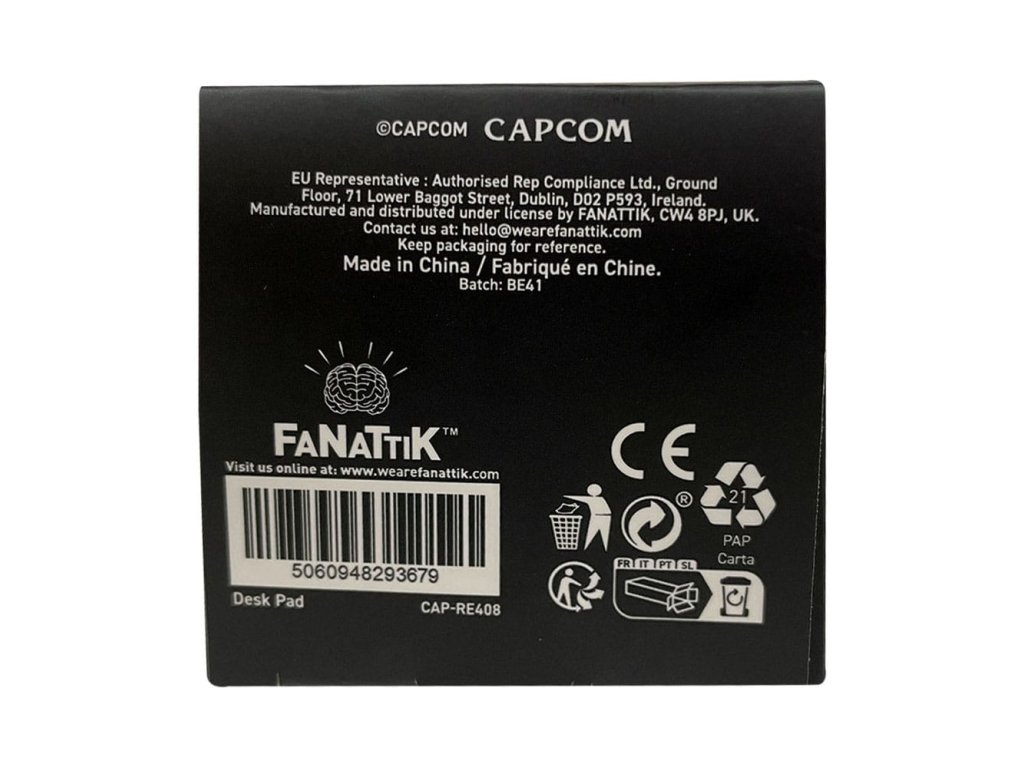 ©CAPCOM CAPCOM
EU Representative : Authorised Rep Compliance Ltd., Ground
Floor, 71 Lower Baggot Street, Dublin, D02 P593, Ireland.
Manufactured and distributed under license by FANATTIK, CW4 8PJ, UK.
Contact us at: hello@wearefanattik.com
Keep packaging for reference.
Made in China / Fabriqué en Chine.
Batch: BE41
FANATTIK™
Visit us online at: www.wearefanattik.com
5060948293679
Desk Pad
CAP-RE408
CE
®
21
PAP
Carta
FR IT PT SL